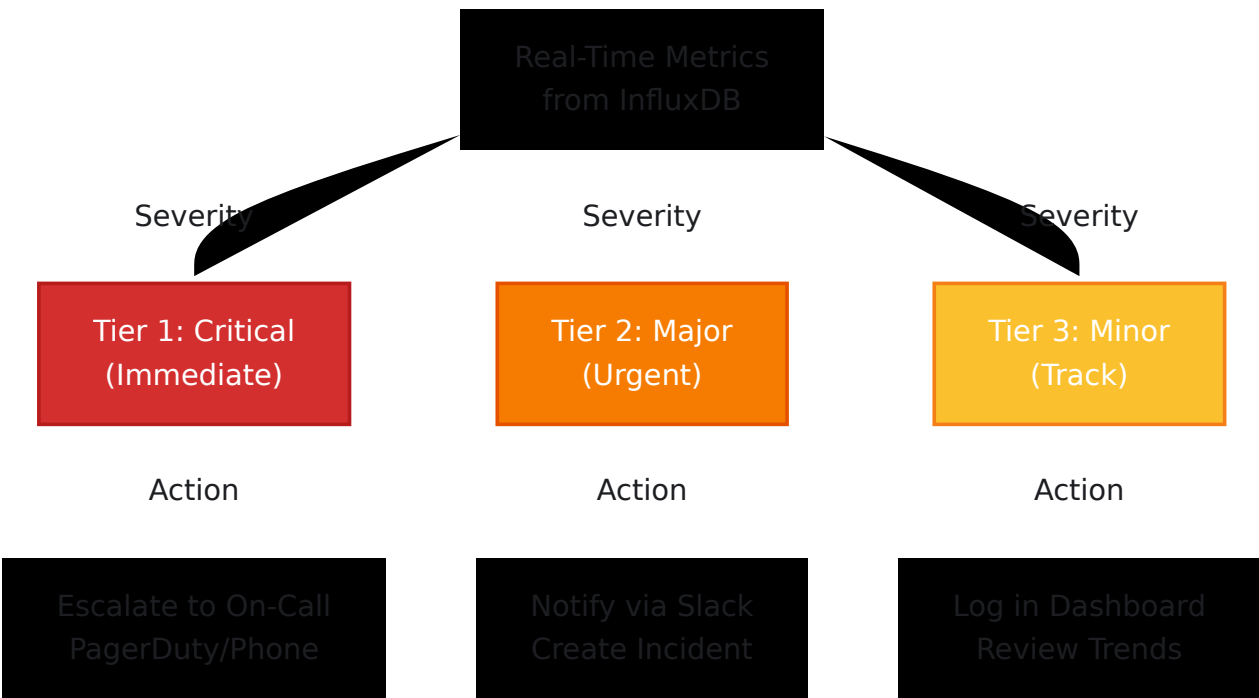 Real-Time Metrics
from InfluxDB
Severity
Severity
Severity
Tier 1: Critical
(Immediate)
Tier 2: Major
(Urgent)
Tier 3: Minor
(Track)
Action
Action
Action
Escalate to On-Call
PagerDuty/Phone
Notify via Slack
Create Incident
Log in Dashboard
Review Trends